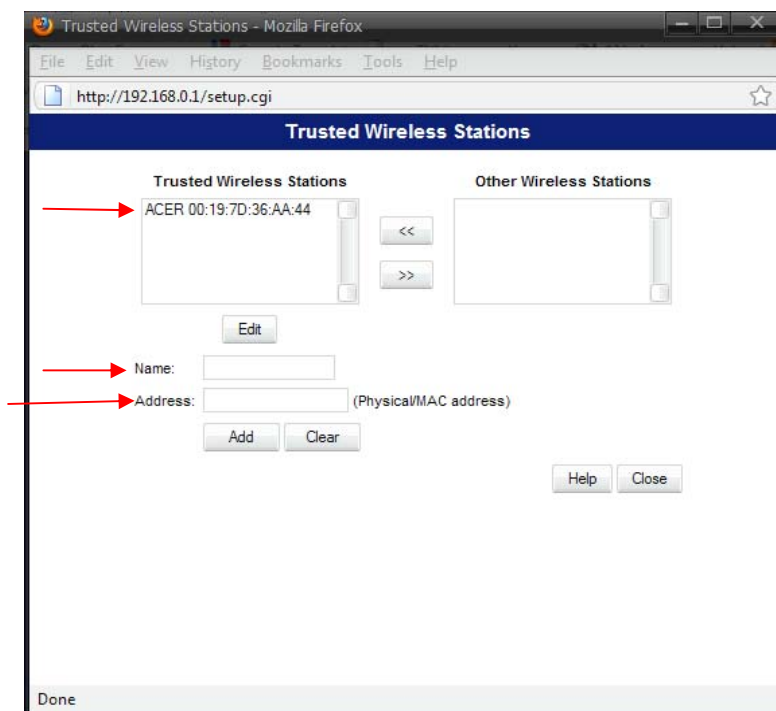 Trusted Wireless Stations - Mozilla Firefox
File Edit View History Bookmarks Tools Help
http://192.168.0.1/setup.cgi
Trusted Wireless Stations
Trusted Wireless Stations
Other Wireless Stations
ACER 00:19:7D:36:AA:44
<<
>>
Edit
Name:
Address: (Physical/MAC address)
Add Clear
Help Close
Done